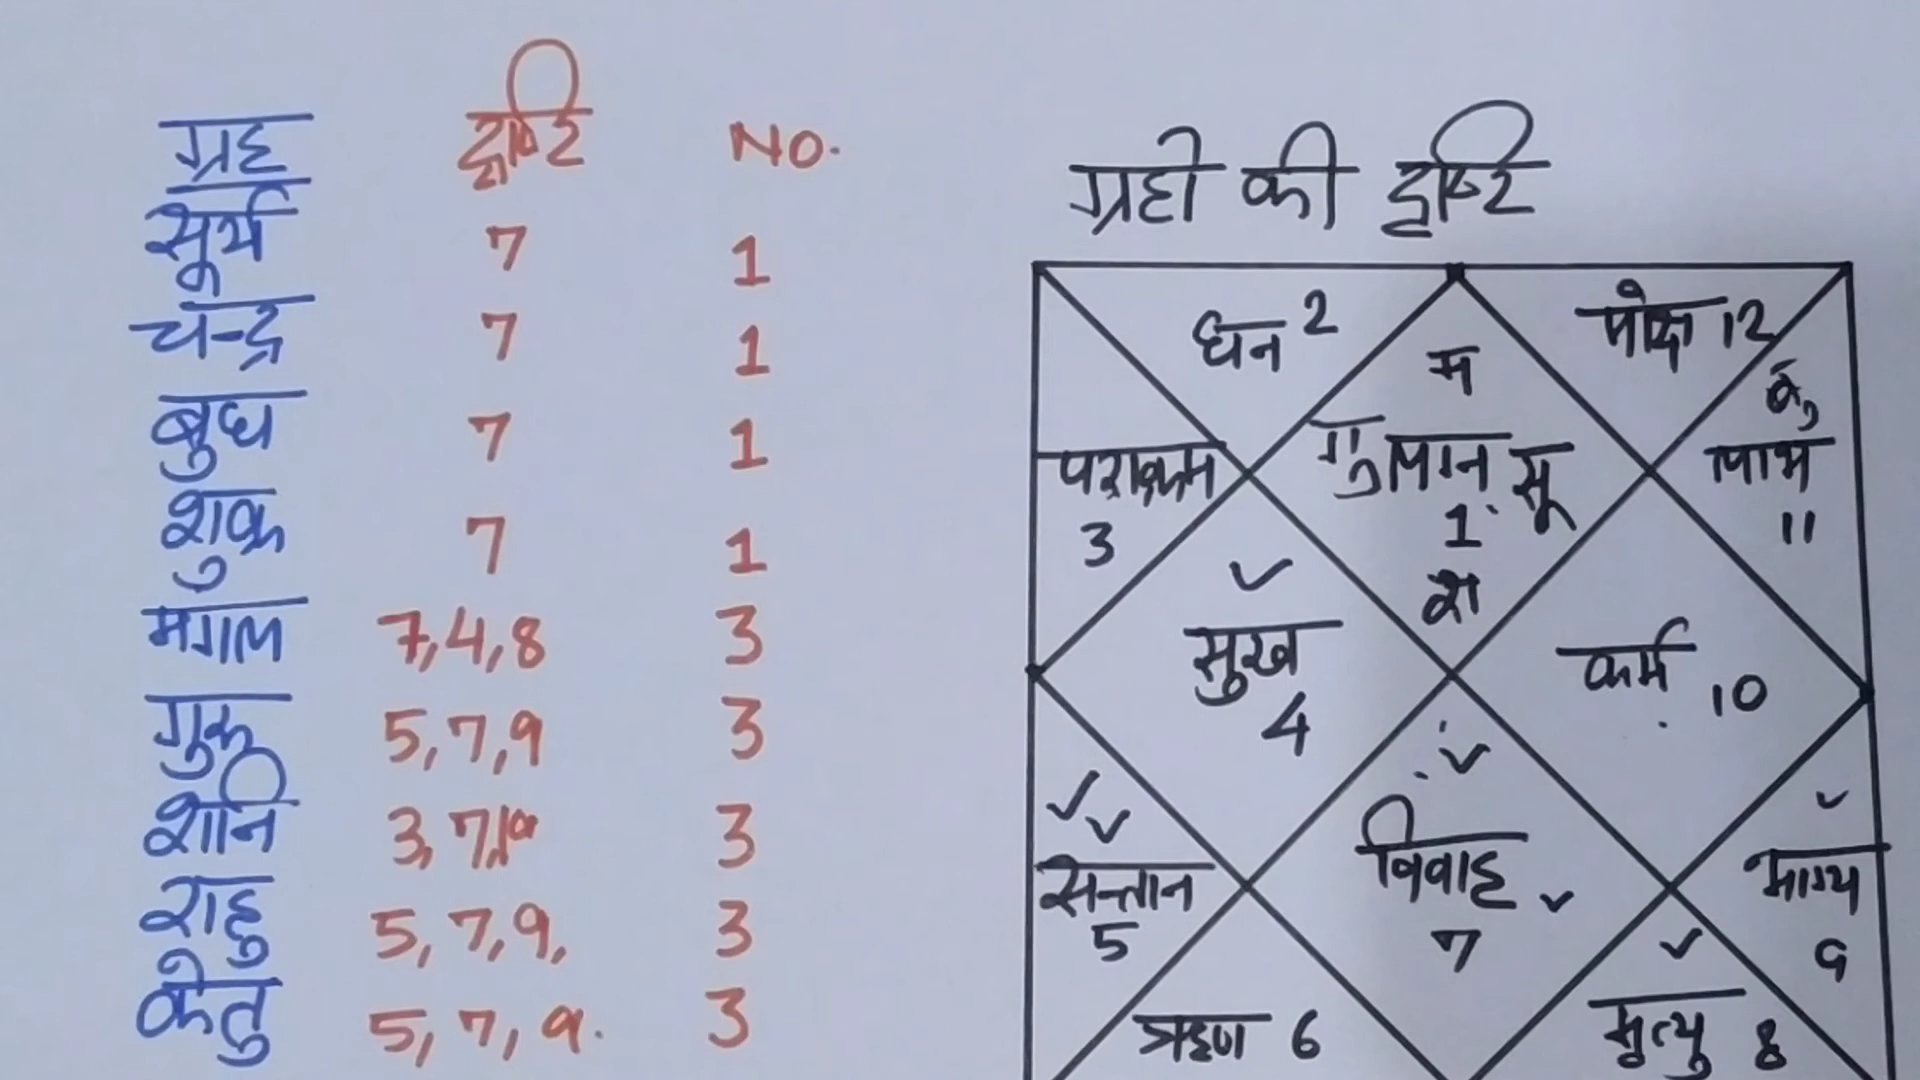 ग्रह दृष्टि No.
सूर्य 7 1
चन्द्र 7 1
बुध 7 1
शुक्र 7 1
मंगल 7,4,8 3
गुरू 5,7,9 3
शनि 3,7,10 3
राहु 5,7,9, 3
केतु 5,7,9. 3
ग्रहो की दृष्टि
धन 2
मोक्ष 12
म
गु लग्न सू
1
श
के
लाभ
11
पराक्रम
3
सुख
4
कर्म 10
सन्तान
5
विवाह
7
भाग्य
9
ऋण 6
मृत्यु 8